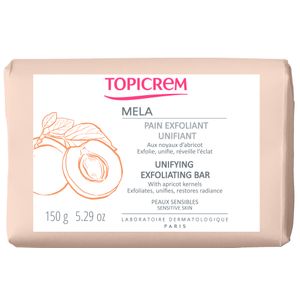 TOPICREM
MELA
PAIN EXFOLIANT
UNIFIANT
Aux noyaux d'abricot
Exfolie, unifie, réveille l'éclat
UNIFYING
EXFOLIATING BAR
With apricot kernels
Exfoliates, unifies, restores radiance
150 g 5.29 oz
PEAUX SENSIBLES
SENSITIVE SKIN
LABORATOIRE DERMATOLOGIQUE
PARIS